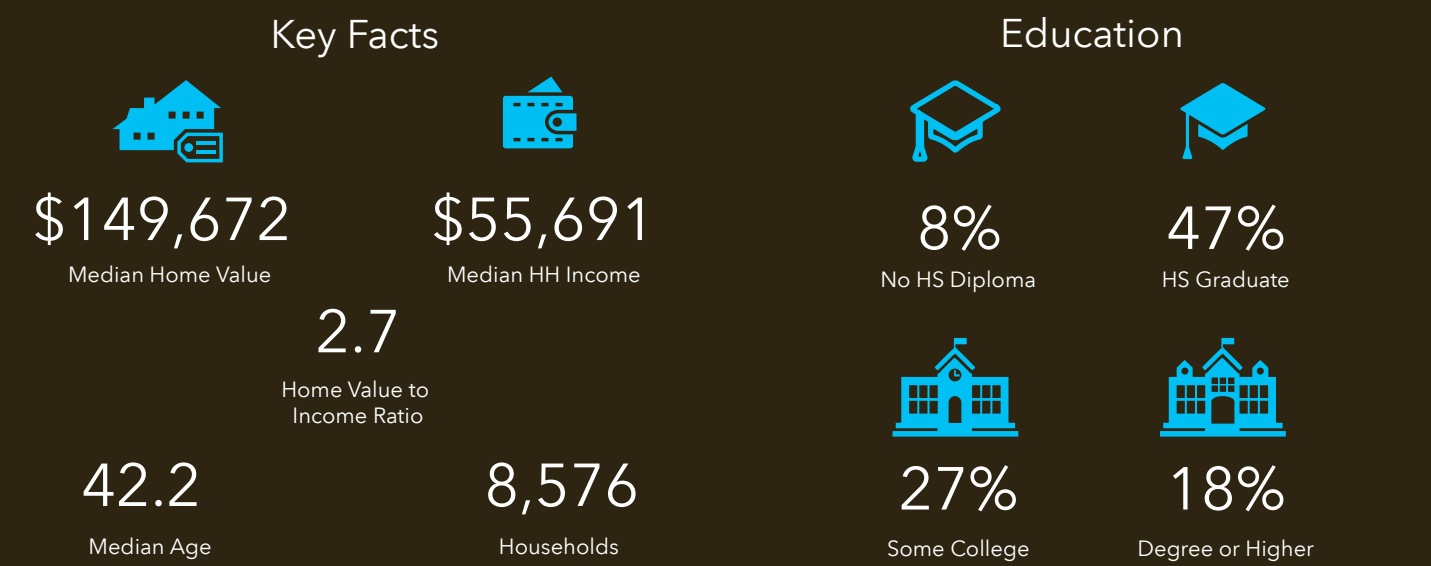 Key Facts
$149,672
Median Home Value
$55,691
Median HH Income
2.7
Home Value to
Income Ratio
42.2
Median Age
8,576
Households
Education
8%
No HS Diploma
47%
HS Graduate
27%
Some College
18%
Degree or Higher